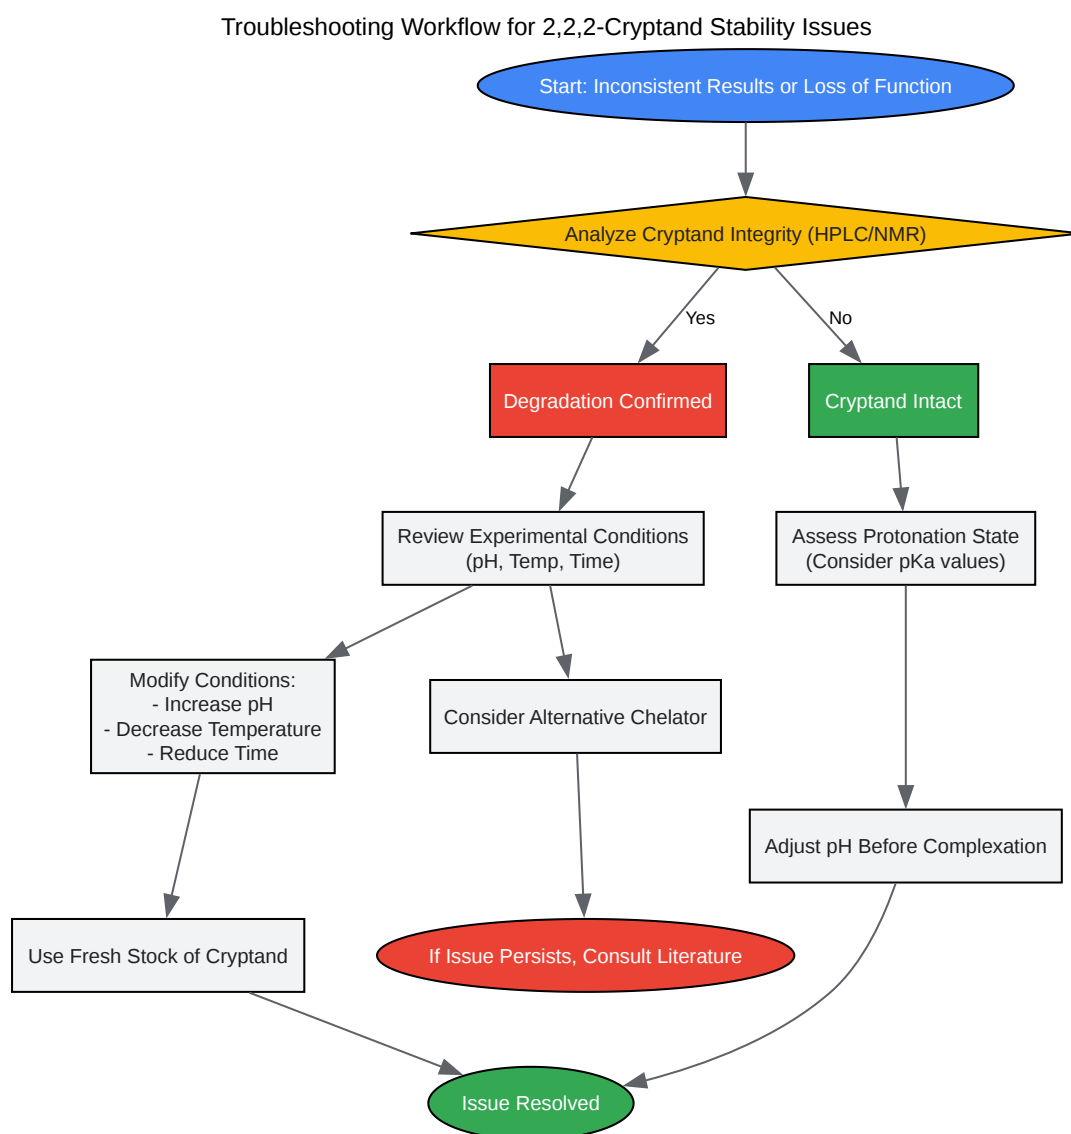 Troubleshooting Workflow for 2,2,2-Cryptand Stability Issues
Start: Inconsistent Results or Loss of Function
Analyze Cryptand Integrity (HPLC/NMR)
Yes
No
Degradation Confirmed
Cryptand Intact
Review Experimental Conditions
(pH, Temp, Time)
Assess Protonation State
(Consider pKa values)
Modify Conditions:
- Increase pH
- Decrease Temperature
- Reduce Time
Consider Alternative Chelator
Adjust pH Before Complexation
Use Fresh Stock of Cryptand
If Issue Persists, Consult Literature
Issue Resolved